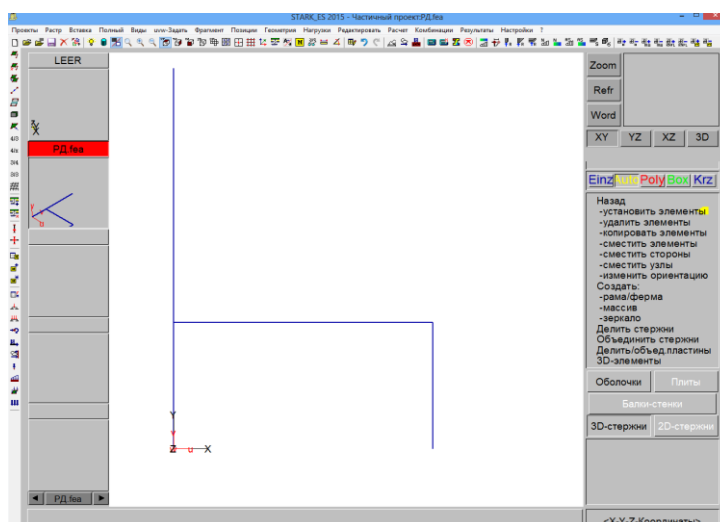 STARK_ES 2015 - Частичный проект:РД.fea
Проекты Растр Вставка Полный Виды uvw-Задать Фрагмент Позиции Геометрия Нагрузки Редактировать Расчет Комбинации Результаты Настройки ?
LEER
Z
Y
X
РД.fea
y
v
u
Y
v
Z u X
РД.fea
Zoom
Refr
Word
XY YZ XZ 3D
Einz Auto Poly Box Krz
Назад
-установить элементы
-удалить элементы
-копировать элементы
-сместить элементы
-сместить стороны
-сместить узлы
-изменить ориентацию
Создать:
-рама/ферма
-массив
-зеркало
Делить стержни
Объединить стержни
Делить/объед.пластины
3D-элементы
Оболочки Плиты
Балки-стенки
3D-стержни 2D-стержни
<X-Y-Z-Координаты>